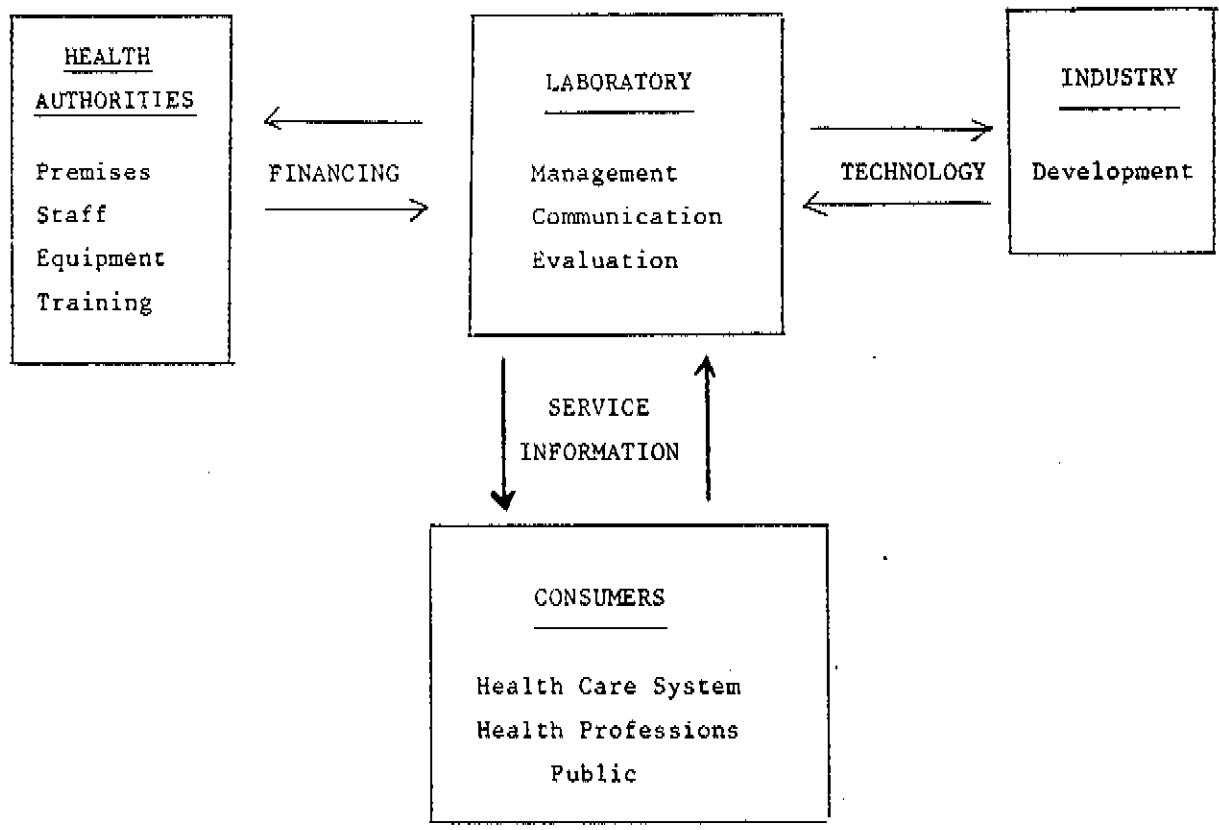 HEALTH
AUTHORITIES
Premises
Staff
Equipment
Training
FINANCING
LABORATORY
Management
Communication
Evaluation
TECHNOLOGY
INDUSTRY
Development
SERVICE
INFORMATION
CONSUMERS
Health Care System
Health Professions
Public